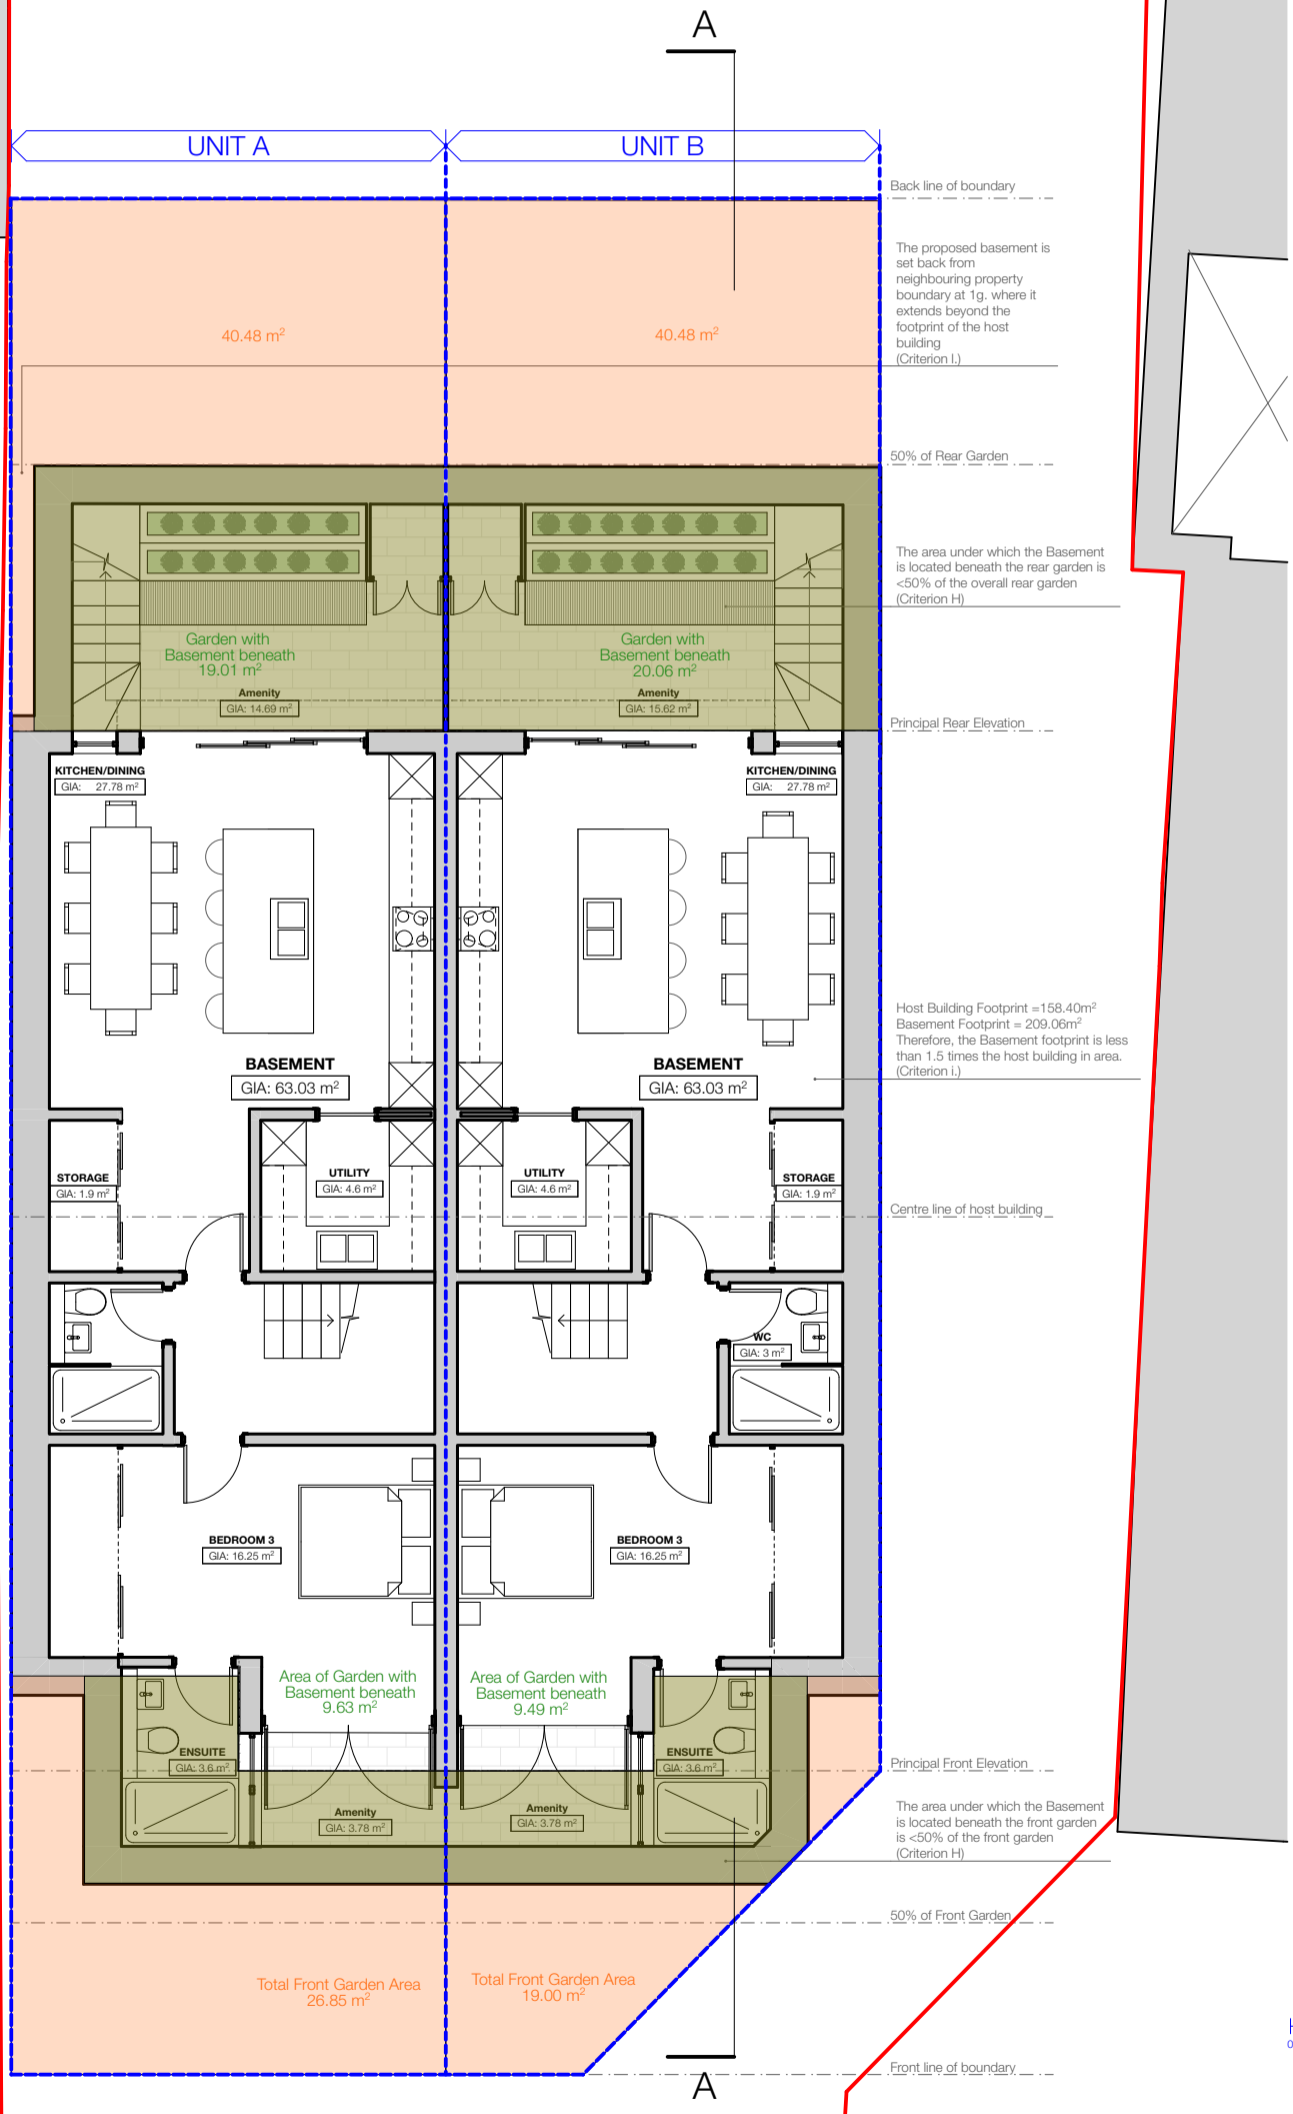 A
UNIT A
UNIT B
Back line of boundary
The proposed basement is
set back from
neighbouring property
boundary at 1g. where it
extends beyond the
footprint of the host
building
(Criterion l.)
40.48 m²
40.48 m²
50% of Rear Garden
The area under which the Basement
is located beneath the rear garden is
<50% of the overall rear garden
(Criterion H)
Garden with
Basement beneath
19.01 m²
Garden with
Basement beneath
20.06 m²
Amenity
GIA: 14.69 m²
Amenity
GIA: 15.62 m²
Principal Rear Elevation
KITCHEN/DINING
GIA: 27.78 m²
KITCHEN/DINING
GIA: 27.78 m²
Host Building Footprint =158.40m²
Basement Footprint = 209.06m²
Therefore, the Basement footprint is less
than 1.5 times the host building in area.
(Criterion i.)
BASEMENT
GIA: 63.03 m²
BASEMENT
GIA: 63.03 m²
STORAGE
GIA: 1.9 m²
UTILITY
GIA: 4.6 m²
UTILITY
GIA: 4.6 m²
STORAGE
GIA: 1.9 m²
Centre line of host building
WC
GIA: 3 m²
BEDROOM 3
GIA: 16.25 m²
BEDROOM 3
GIA: 16.25 m²
Area of Garden with
Basement beneath
9.63 m²
Area of Garden with
Basement beneath
9.49 m²
ENSUITE
GIA: 3.6 m²
ENSUITE
GIA: 3.6 m²
Principal Front Elevation
Amenity
GIA: 3.78 m²
Amenity
GIA: 3.78 m²
The area under which the Basement
is located beneath the front garden
is <50% of the front garden
(Criterion H)
50% of Front Garden
Total Front Garden Area
26.85 m²
Total Front Garden Area
19.00 m²
Front line of boundary
A